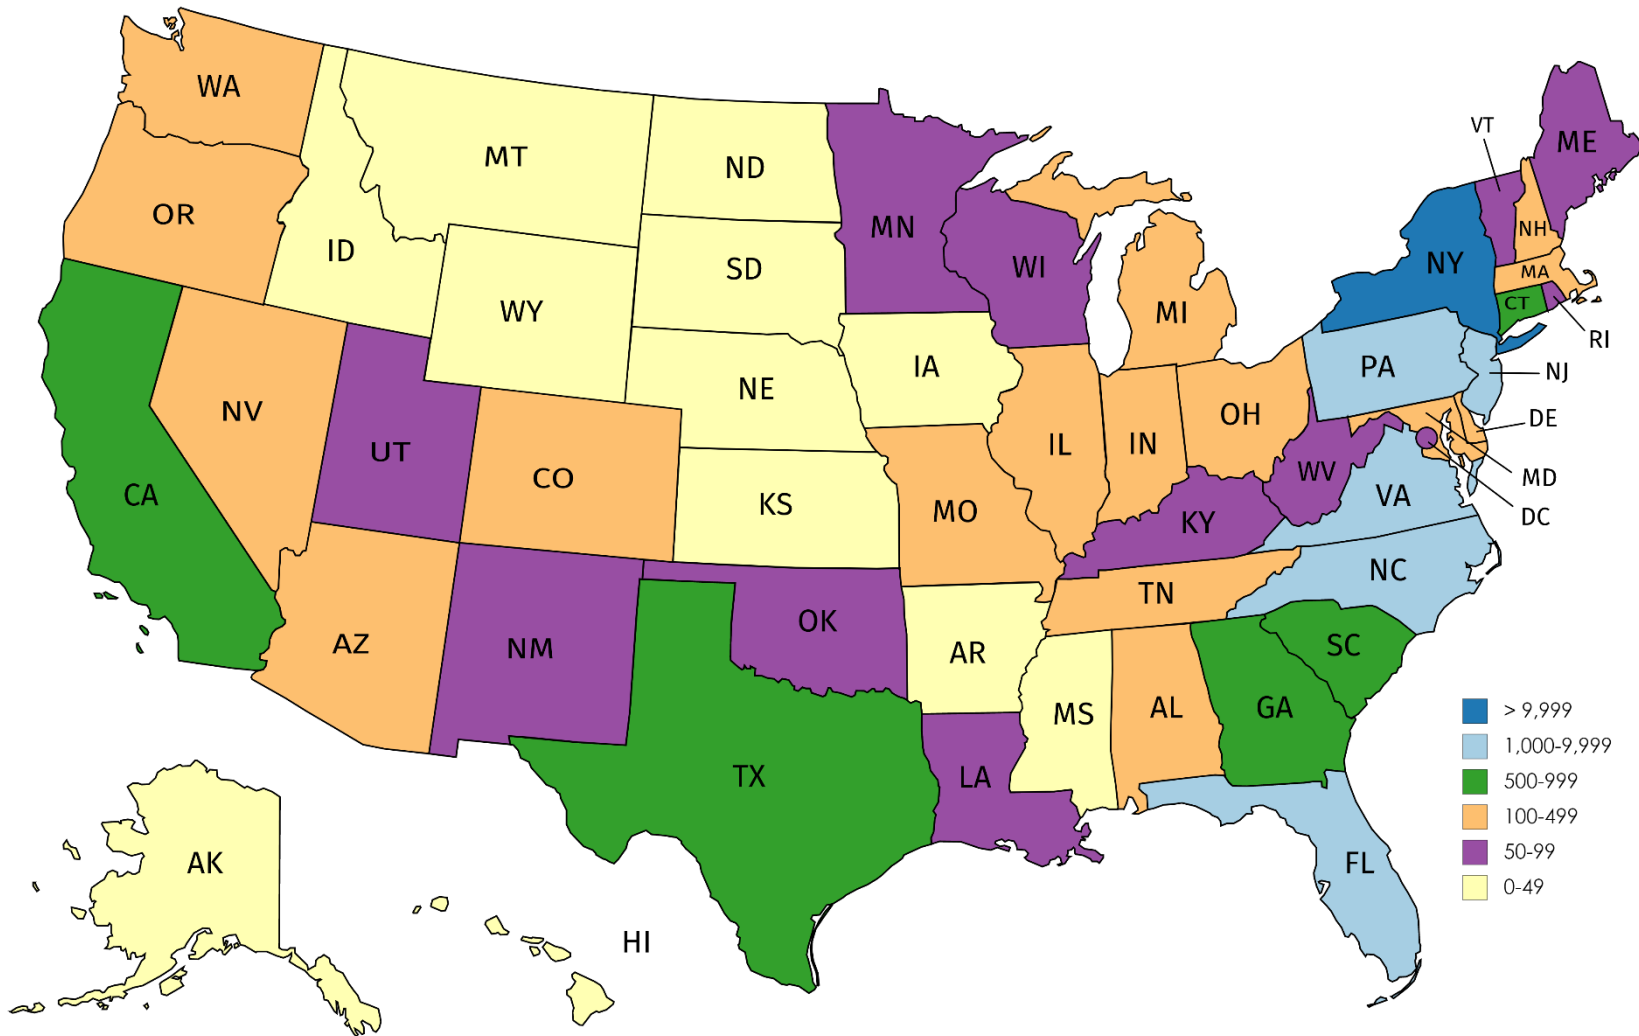 WA
MT
ND
VT
ME
OR
ID
MN
NH
SD
WI
NY
MA
WY
MI
CT
RI
IA
PA
NJ
NE
NV
OH
DE
UT
IL
IN
CO
WV
MD
CA
KS
VA
MO
KY
DC
NC
TN
OK
AZ
NM
AR
SC
MS
AL
GA
> 9,999
1,000-9,999
TX
LA
500-999
100-499
50-99
AK
FL
0-49
HI